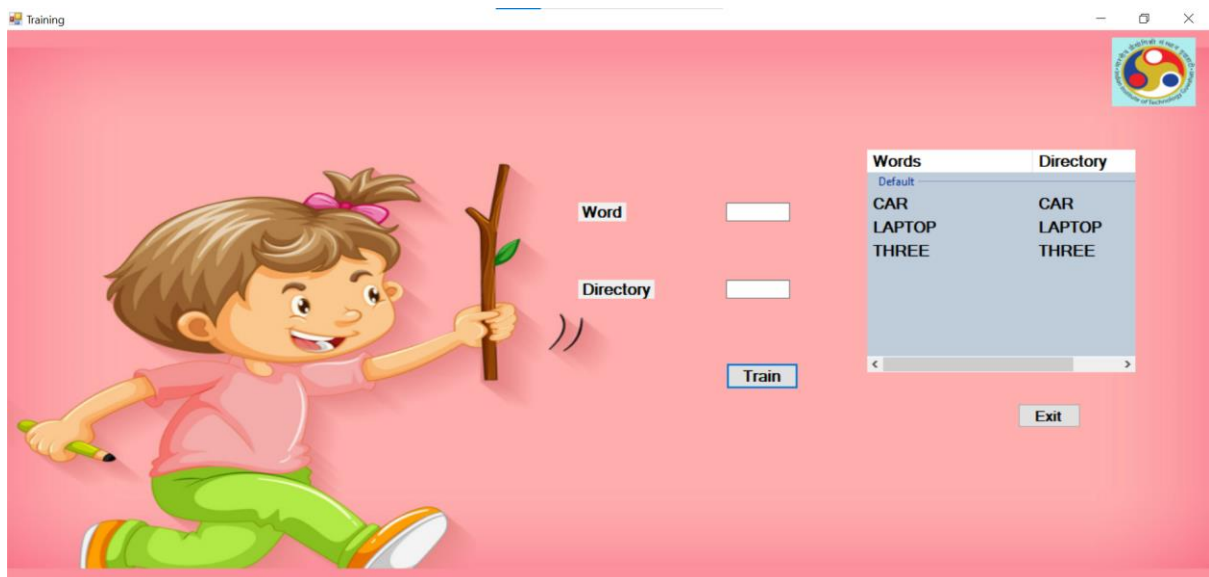 Training
Word
Directory
Train
Words Directory
Default
CAR CAR
LAPTOP LAPTOP
THREE THREE
Exit